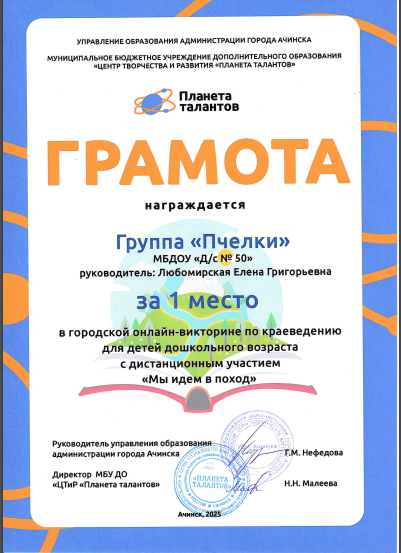 УПРАВЛЕНИЕ ОБРАЗОВАНИЯ АДМИНИСТРАЦИИ ГОРОДА АЧИНСКА
МУНИЦИПАЛЬНОЕ БЮДЖЕТНОЕ УЧРЕЖДЕНИЕ ДОПОЛНИТЕЛЬНОГО ОБРАЗОВАНИЯ
«ЦЕНТР ТВОРЧЕСТВА И РАЗВИТИЯ «ПЛАНЕТА ТАЛАНТОВ»
Планета
талантов
ГРАМОТА
награждается
Группа «Пчелки»
МБДОУ «Д/с № 50»
руководитель: Любомирская Елена Григорьевна
за 1 место
в городской онлайн-викторине по краеведению
для детей дошкольного возраста
с дистанционным участием
«Мы идем в поход»
Руководитель управления образования
администрации города Ачинска
Г.М. Нефедова
Директор МБУ ДО
«ЦТиР «Планета талантов»
Н.Н. Малеева
«ПЛАНЕТА
ТАЛАНТОВ»
Ачинск, 2025